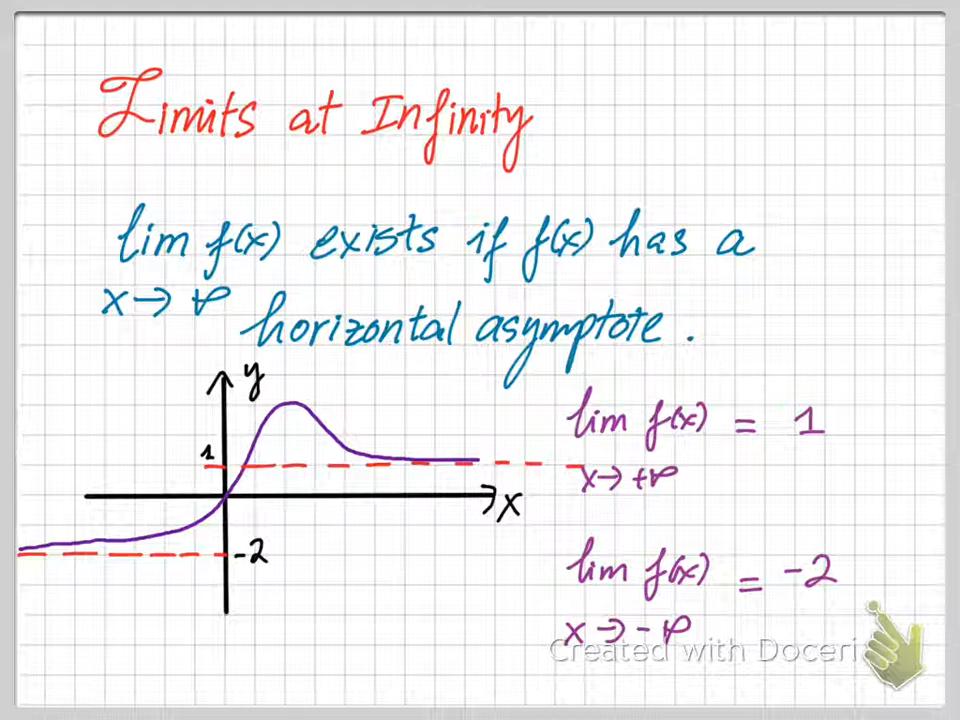 Limits at Infinity
lim f(x) exists if f(x) has a
x → ∞ horizontal asymptote.
y
1
x
-2
lim f(x) = 1
x → +∞
lim f(x) = -2
x → -∞
Created with Doceri